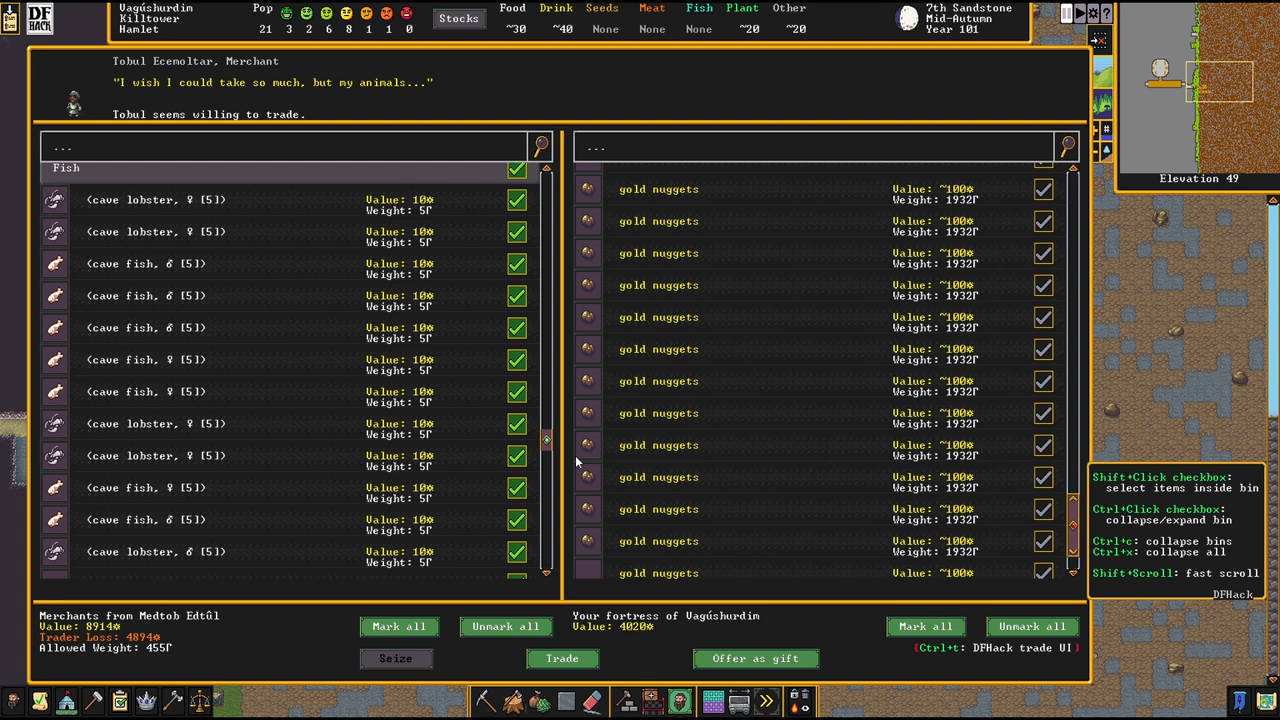 DF HACK
Vagúshurdim
Killtower
Hamlet
Pop
21 3 2 6 8 1 1 0
Stocks
Food Drink Seeds Meat Fish Plant Other
~30 ~40 None None None ~20 ~20
7th Sandstone
Mid-Autumn
Year 101
Elevation 49
Tobul Ecemoltar, Merchant
"I wish I could take so much, but my animals..."
Tobul seems willing to trade.
...
Fish
(cave lobster, ♀ [5]) Value: 10☼ Weight: 5Γ
(cave lobster, ♀ [5]) Value: 10☼ Weight: 5Γ
(cave fish, ♂ [5]) Value: 10☼ Weight: 5Γ
(cave fish, ♂ [5]) Value: 10☼ Weight: 5Γ
(cave fish, ♂ [5]) Value: 10☼ Weight: 5Γ
(cave fish, ♀ [5]) Value: 10☼ Weight: 5Γ
(cave fish, ♀ [5]) Value: 10☼ Weight: 5Γ
(cave lobster, ♀ [5]) Value: 10☼ Weight: 5Γ
(cave lobster, ♀ [5]) Value: 10☼ Weight: 5Γ
(cave fish, ♂ [5]) Value: 10☼ Weight: 5Γ
(cave fish, ♂ [5]) Value: 10☼ Weight: 5Γ
(cave lobster, ♂ [5]) Value: 10☼ Weight: 5Γ
...
gold nuggets Value: ~100☼ Weight: 1932Γ
gold nuggets Value: ~100☼ Weight: 1932Γ
gold nuggets Value: ~100☼ Weight: 1932Γ
gold nuggets Value: ~100☼ Weight: 1932Γ
gold nuggets Value: ~100☼ Weight: 1932Γ
gold nuggets Value: ~100☼ Weight: 1932Γ
gold nuggets Value: ~100☼ Weight: 1932Γ
gold nuggets Value: ~100☼ Weight: 1932Γ
gold nuggets Value: ~100☼ Weight: 1932Γ
gold nuggets Value: ~100☼ Weight: 1932Γ
gold nuggets Value: ~100☼ Weight: 1932Γ
gold nuggets Value: ~100☼ Weight: 1932Γ
gold nuggets Value: ~100☼
Shift+Click checkbox:
select items inside bin
Ctrl+Click checkbox:
collapse/expand bin
Ctrl+c: collapse bins
Ctrl+x: collapse all
Shift+Scroll: fast scroll
DFHack
Merchants from Medtob Edtûl
Value: 8914☼
Trader Loss: 4894☼
Allowed Weight: 455Γ
Mark all
Unmark all
Seize
Trade
Your fortress of Vagúshurdim
Value: 4020☼
Mark all
Unmark all
Offer as gift
[Ctrl+t: DFHack trade UI]